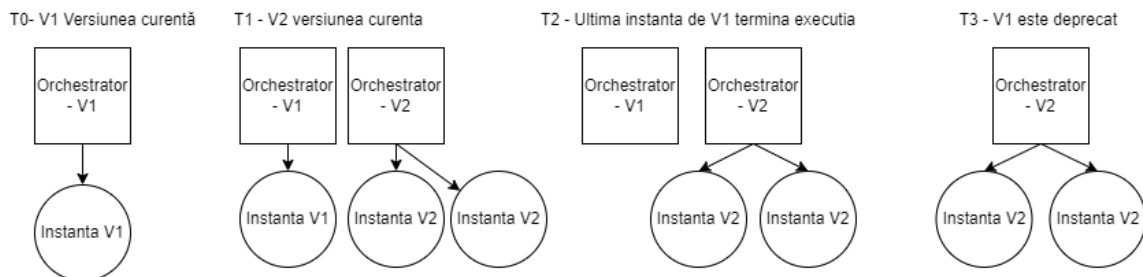 T0- V1 Versiunea curentă
T1 - V2 versiunea curenta
T2 - Ultima instanta de V1 termina executia
T3 - V1 este deprecat
Orchestrator
- V1
Orchestrator
- V1
Orchestrator
- V2
Orchestrator
- V1
Orchestrator
- V2
Orchestrator
- V2
Instanta V1
Instanta V1
Instanta V2
Instanta V2
Instanta V2
Instanta V2
Instanta V2
Instanta V2